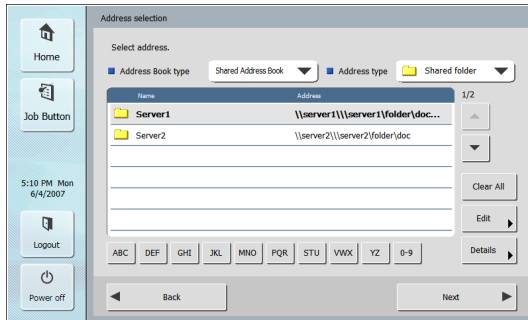 Address selection
Home
Job Button
5:10 PM Mon
6/4/2007
Logout
Power off
Select address.
Address Book type
Shared Address Book
Address type
Shared folder
Name
Address
1/2
Server1
\\server1\\\server1\folder\doc...
Server2
\\server2\\\server2\folder\doc
Clear All
Edit
Details
ABC
DEF
GHI
JKL
MNO
PQR
STU
VWX
YZ
0-9
Back
Next